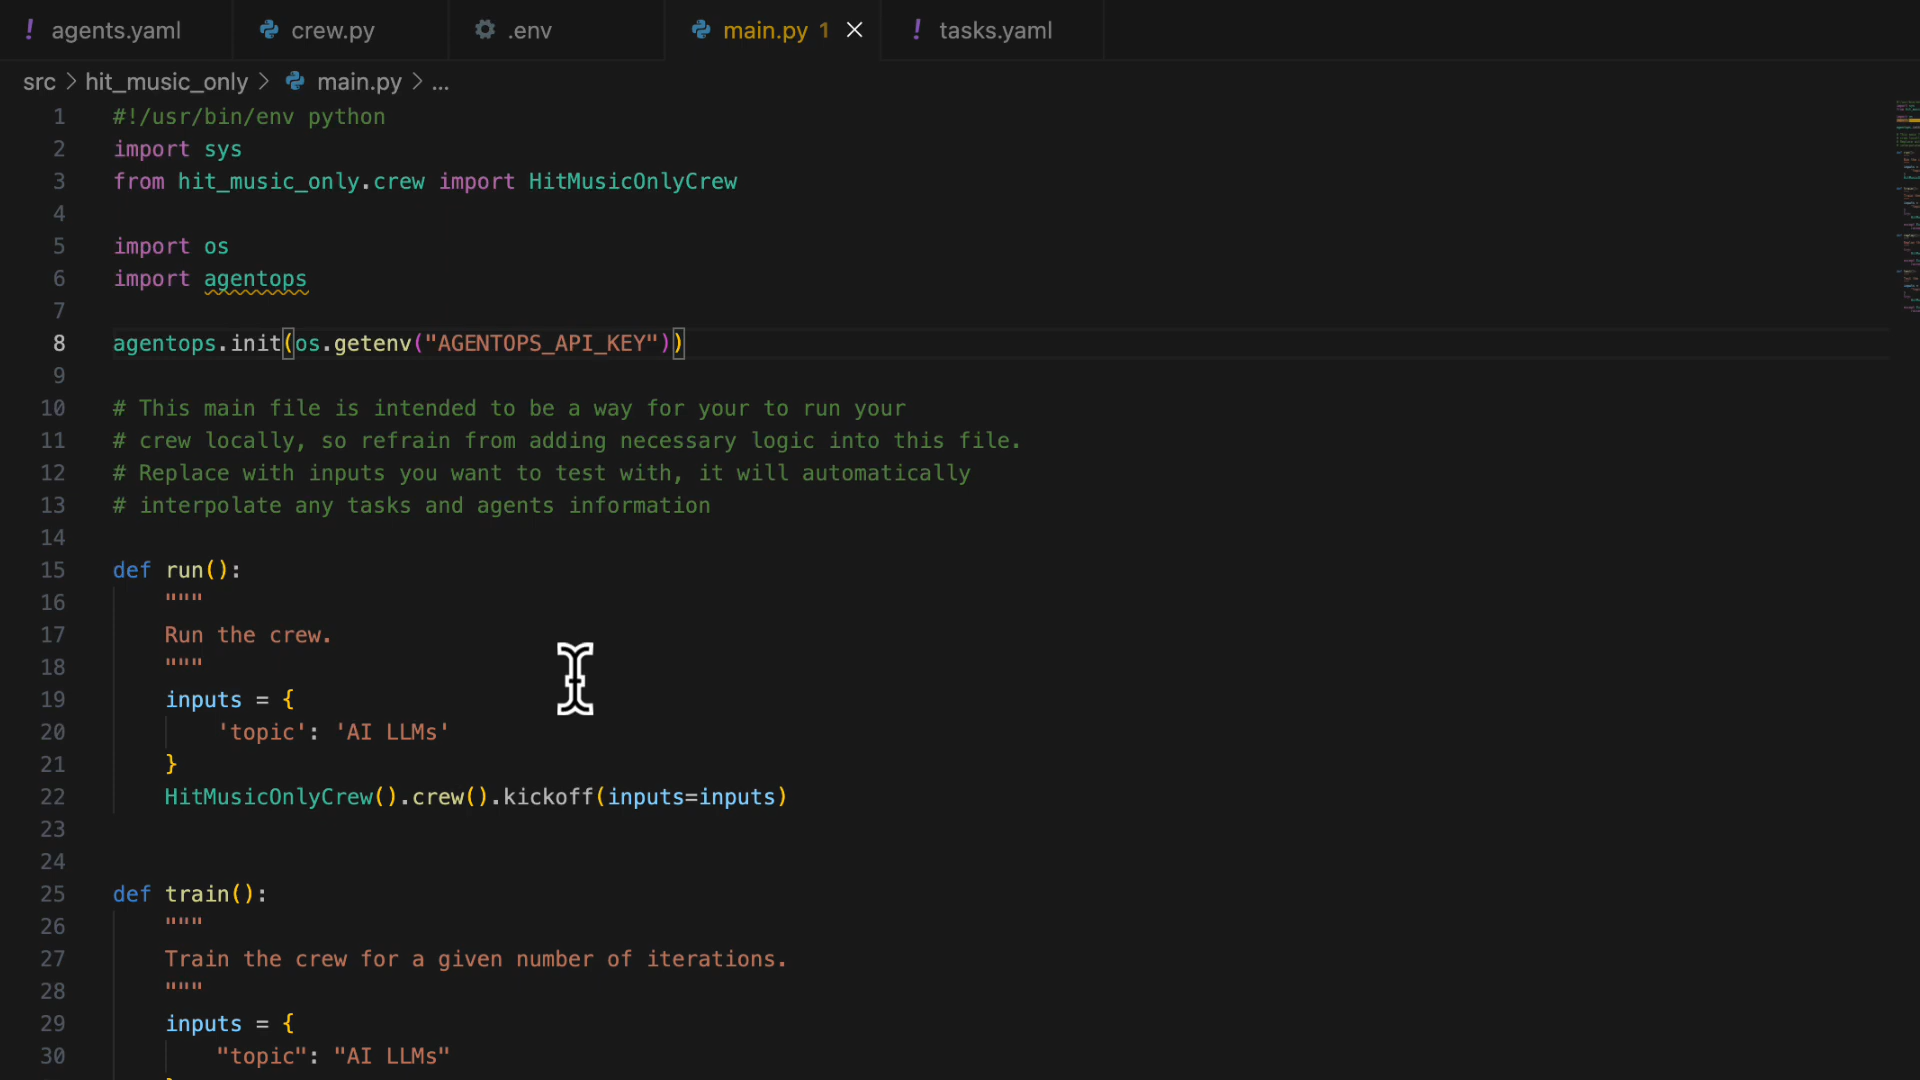 ! agents.yaml crew.py .env main.py 1 ! tasks.yaml
src > hit_music_only > main.py > ...
1 #!/usr/bin/env python
2 import sys
3 from hit_music_only.crew import HitMusicOnlyCrew
4
5 import os
6 import agentops
7
8 agentops.init(os.getenv("AGENTOPS_API_KEY"))
9
10 # This main file is intended to be a way for your to run your
11 # crew locally, so refrain from adding necessary logic into this file.
12 # Replace with inputs you want to test with, it will automatically
13 # interpolate any tasks and agents information
14
15 def run():
16 """
17 Run the crew.
18 """
19 inputs = {
20 'topic': 'AI LLMs'
21 }
22 HitMusicOnlyCrew().crew().kickoff(inputs=inputs)
23
24
25 def train():
26 """
27 Train the crew for a given number of iterations.
28 """
29 inputs = {
30 "topic": "AI LLMs"